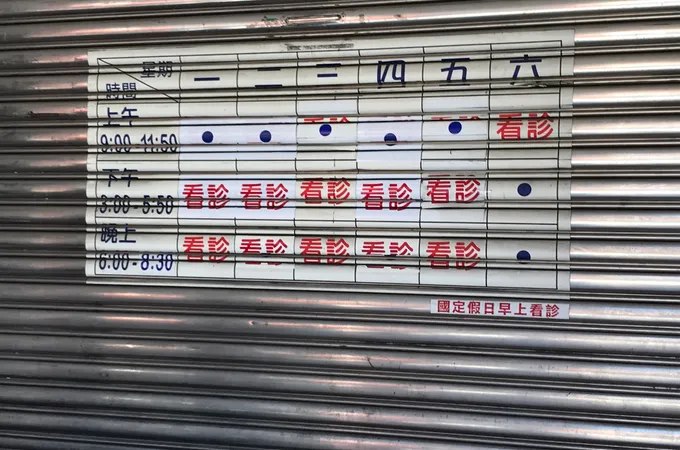 星期 一 二 三 四 五 六
時間
上午
9:00-11:50 ● ● ● ● ● 看診
下午
3:00-5:50 看診 看診 看診 看診 看診 ●
晚上
6:00-8:30 看診 看診 看診 看診 看診 ●
國定假日早上看診